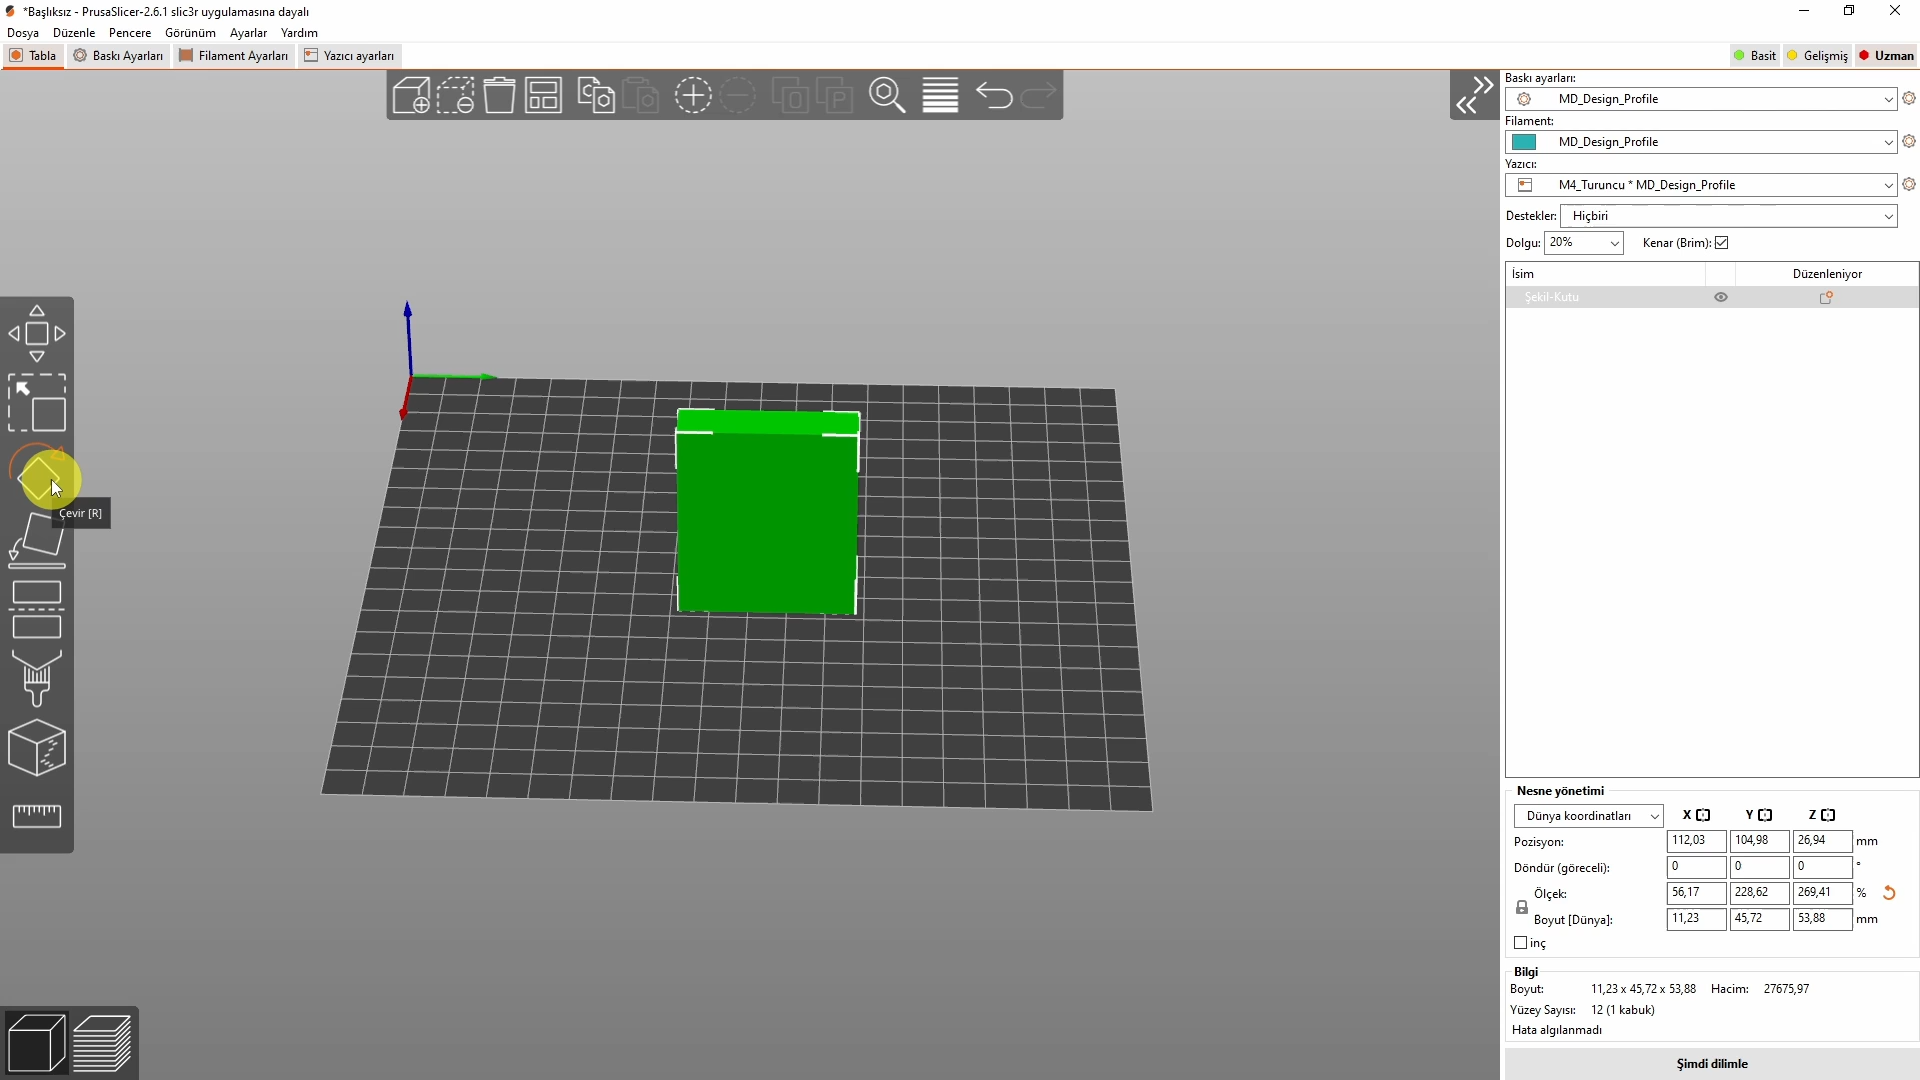 *Başlıksız - PrusaSlicer-2.6.1 slic3r uygulamasına dayalı
Dosya Düzenle Pencere Görünüm Ayarlar Yardım
Tabla Baskı Ayarları Filament Ayarları Yazıcı ayarları Basit Gelişmiş Uzman
Baskı ayarları:
MD_Design_Profile
Filament:
MD_Design_Profile
Yazıcı:
M4_Turuncu * MD_Design_Profile
Destekler: Hiçbiri
Dolgu: 20% Kenar (Brim):
İsim Düzenleniyor
Şekil-Kutu
Çevir [R]
Nesne yönetimi
Dünya koordinatları X Y Z
Pozisyon: 112,03 104,98 26,94 mm
Döndür (göreceli): 0 0 0 °
Ölçek: 56,17 228,62 269,41 %
Boyut [Dünya]: 11,23 45,72 53,88 mm
inç
Bilgi
Boyut: 11,23 x 45,72 x 53,88 Hacim: 27675,97
Yüzey Sayısı: 12 (1 kabuk)
Hata algılanmadı
Şimdi dilimle